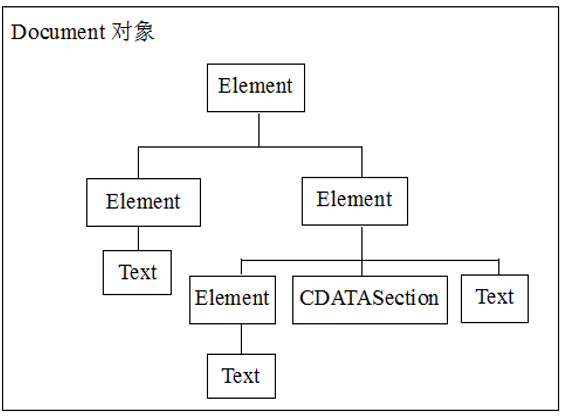 Document 对象
Element
Element
Element
Text
Element
CDATASection
Text
Text